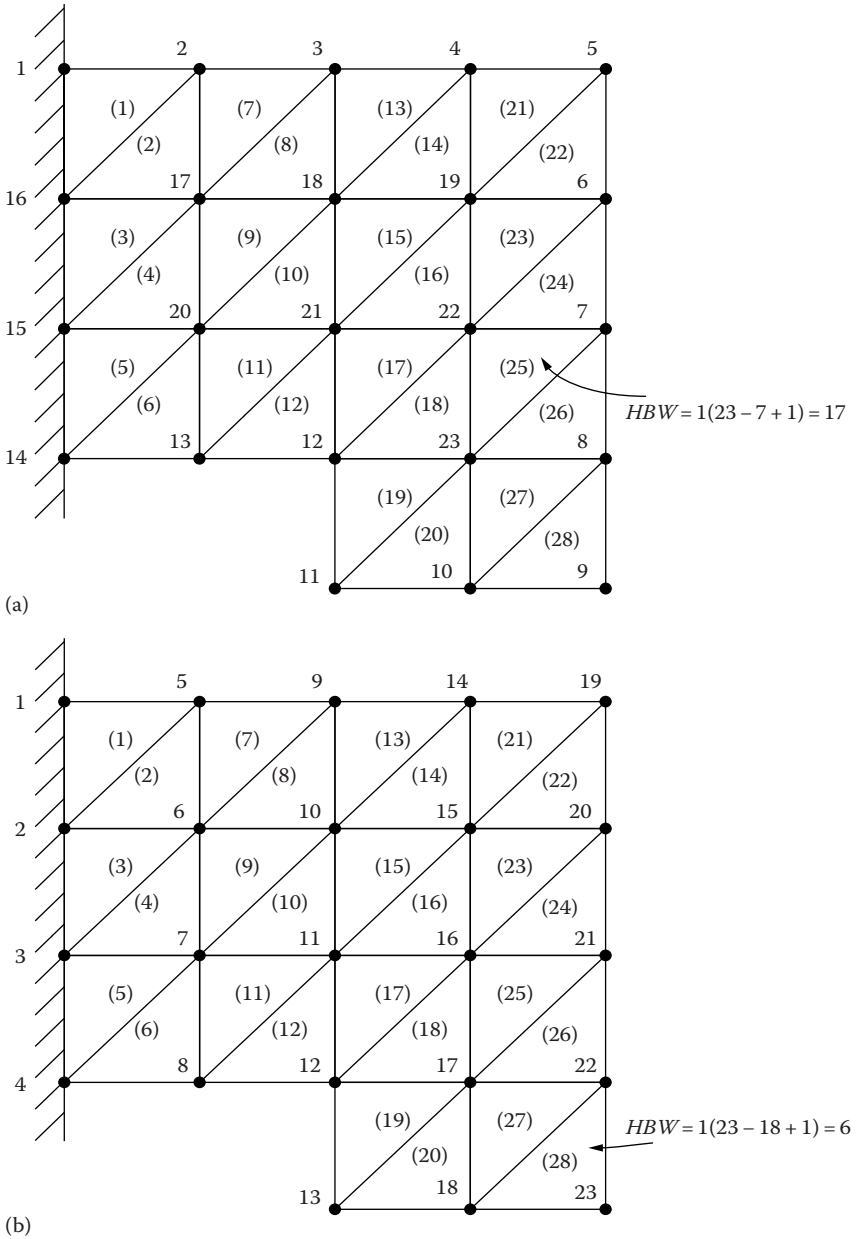 1 2 3 4 5
(1) (7) (13) (21)
(2) (8) (14) (22)
16 17 18 19 6
(3) (9) (15) (23)
(4) (10) (16) (24)
15 20 21 22 7
(5) (11) (17) (25)
(6) (12) (18) (26) HBW = 1(23 – 7 + 1) = 17
14 13 12 23 8
(19) (27)
(20) (28)
11 10 9
(a)
1 5 9 14 19
(1) (7) (13) (21)
(2) (8) (14) (22)
2 6 10 15 20
(3) (9) (15) (23)
(4) (10) (16) (24)
3 7 11 16 21
(5) (11) (17) (25)
(6) (12) (18) (26)
4 8 12 17 22
(19) (27) HBW = 1(23 – 18 + 1) = 6
(20) (28)
13 18 23
(b)